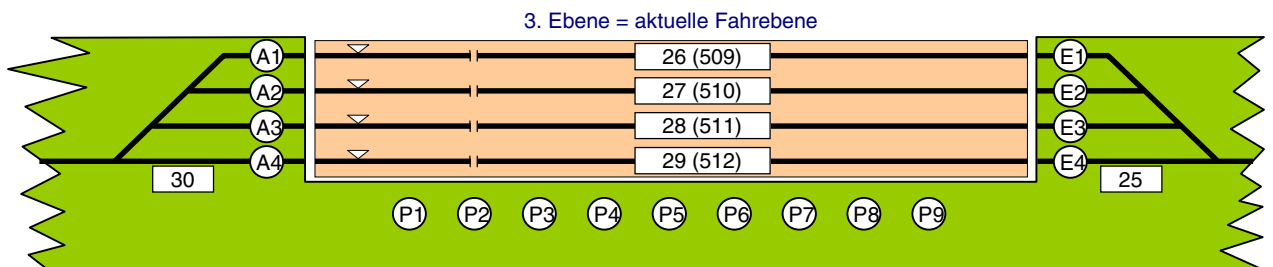 3. Ebene = aktuelle Fahrebene
A1 26 (509) E1
A2 27 (510) E2
A3 28 (511) E3
A4 29 (512) E4
30 25
P1 P2 P3 P4 P5 P6 P7 P8 P9